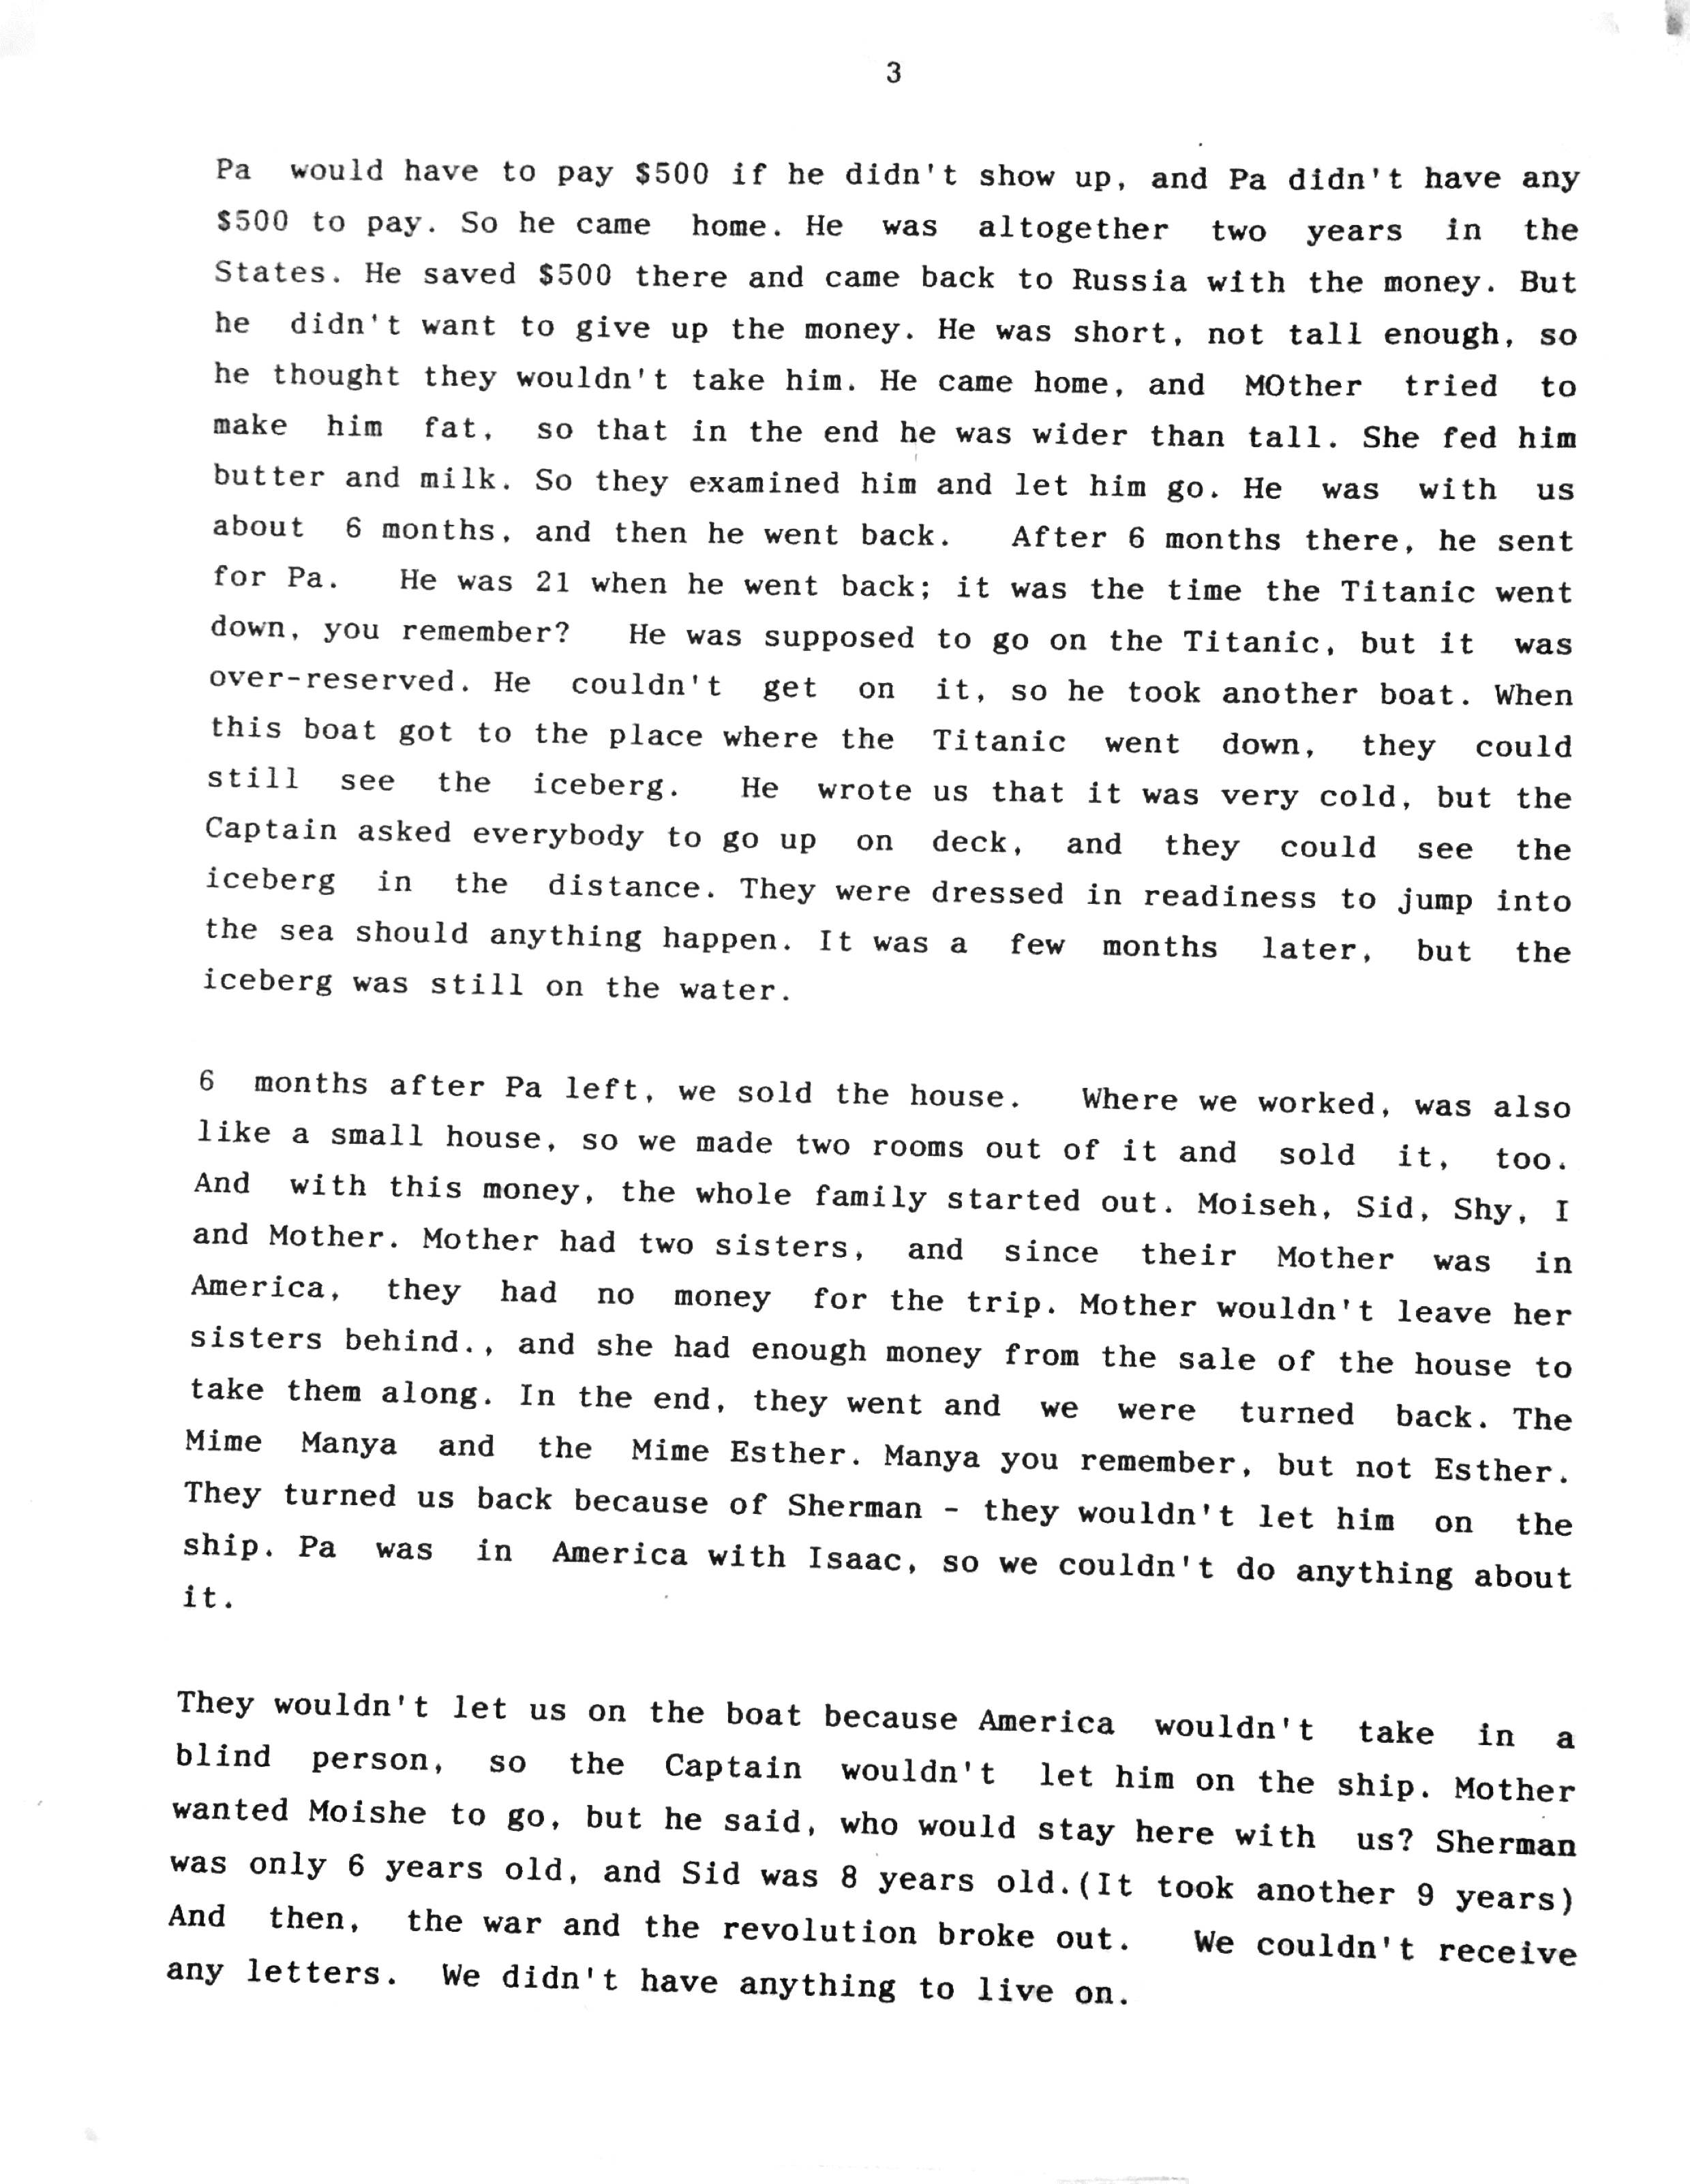 3
Pa would have to pay $500 if he didn't show up, and Pa didn't have any
$500 to pay. So he came home. He was altogether two years in the
States. He saved $500 there and came back to Russia with the money. But
he didn't want to give up the money. He was short, not tall enough, so
he thought they wouldn't take him. He came home, and MOther tried to
make him fat, so that in the end he was wider than tall. She fed him
butter and milk. So they examined him and let him go. He was with us
about 6 months, and then he went back. After 6 months there, he sent
for Pa. He was 21 when he went back; it was the time the Titanic went
down, you remember? He was supposed to go on the Titanic, but it was
over-reserved. He couldn't get on it, so he took another boat. When
this boat got to the place where the Titanic went down, they could
still see the iceberg. He wrote us that it was very cold, but the
Captain asked everybody to go up on deck, and they could see the
iceberg in the distance. They were dressed in readiness to jump into
the sea should anything happen. It was a few months later, but the
iceberg was still on the water.
6 months after Pa left, we sold the house. Where we worked, was also
like a small house, so we made two rooms out of it and sold it, too.
And with this money, the whole family started out. Moiseh, Sid, Shy, I
and Mother. Mother had two sisters, and since their Mother was in
America, they had no money for the trip. Mother wouldn't leave her
sisters behind., and she had enough money from the sale of the house to
take them along. In the end, they went and we were turned back. The
Mime Manya and the Mime Esther. Manya you remember, but not Esther.
They turned us back because of Sherman - they wouldn't let him on the
ship. Pa was in America with Isaac, so we couldn't do anything about
it.
They wouldn't let us on the boat because America wouldn't take in a
blind person, so the Captain wouldn't let him on the ship. Mother
wanted Moishe to go, but he said, who would stay here with us? Sherman
was only 6 years old, and Sid was 8 years old.(It took another 9 years)
And then, the war and the revolution broke out. We couldn't receive
any letters. We didn't have anything to live on.